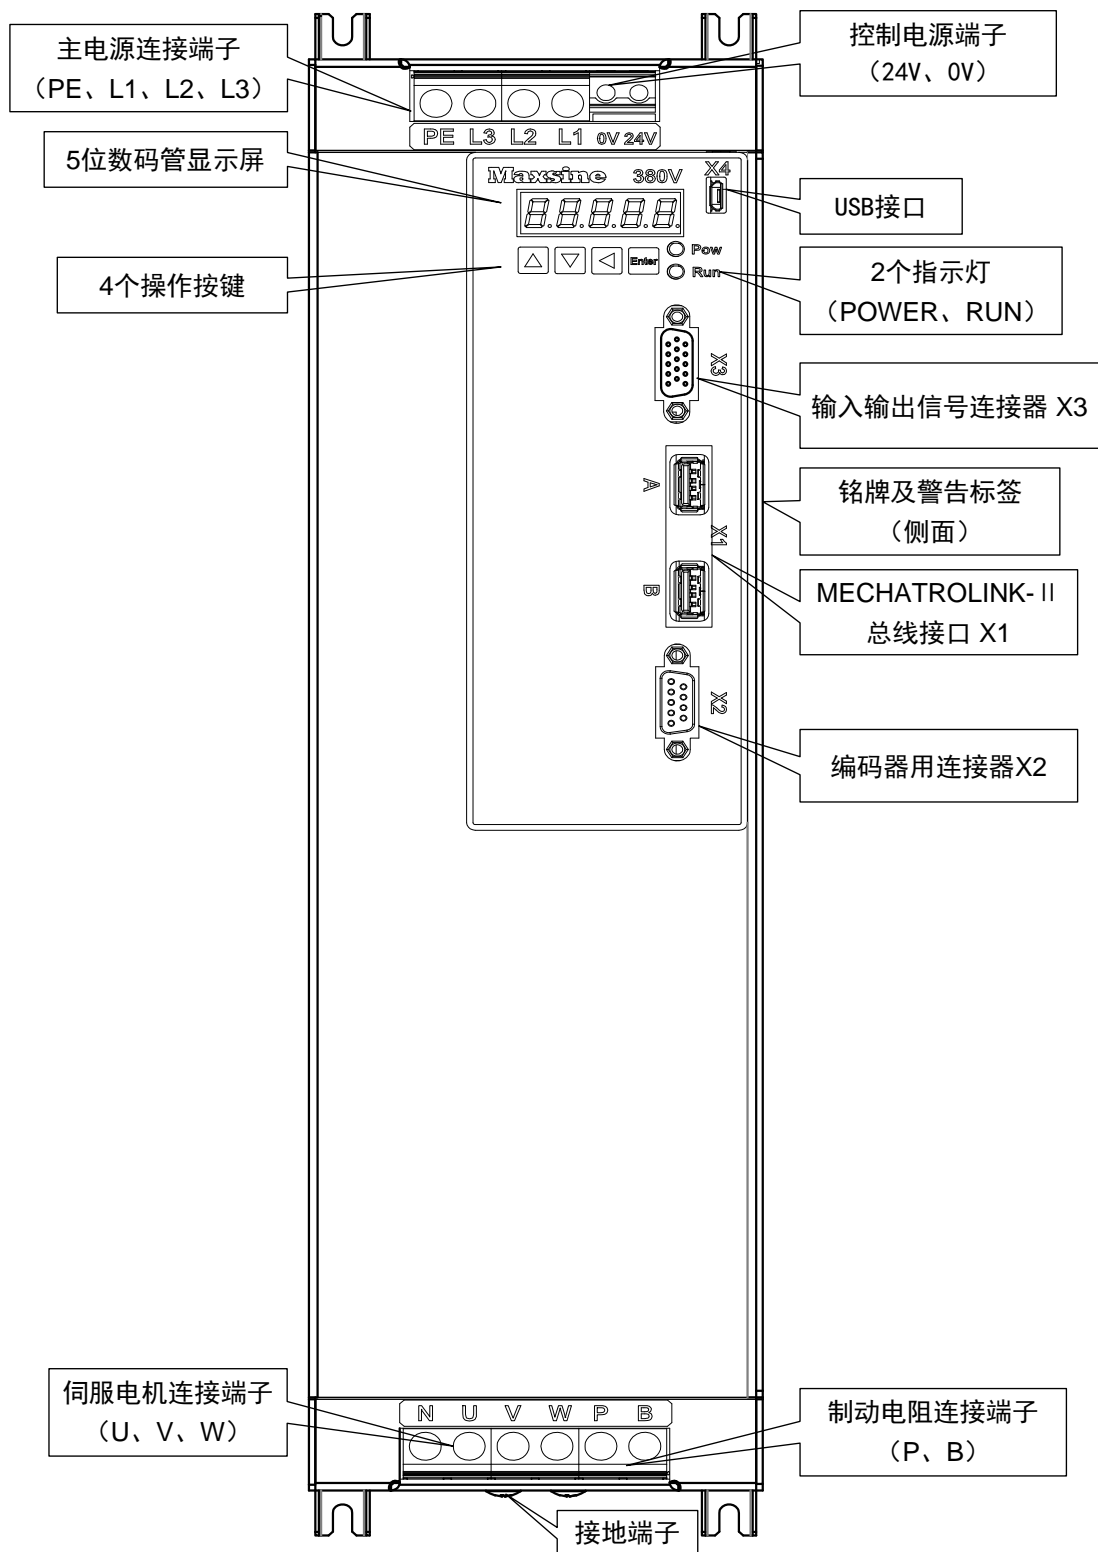 主电源连接端子
（PE、L1、L2、L3）
控制电源端子
（24V、0V）
PE L3 L2 L1 0V 24V
5位数码管显示屏
Maxsine 380V X4
8.8.8.8.8.
USB接口
Pow
4个操作按键
Enter
Run
2个指示灯
（POWER、RUN）
X3
输入输出信号连接器 X3
A
铭牌及警告标签
（侧面）
X1
B
MECHATROLINK-Ⅱ
总线接口 X1
X2
编码器用连接器X2
伺服电机连接端子
（U、V、W）
N U V W P B
制动电阻连接端子
（P、B）
接地端子